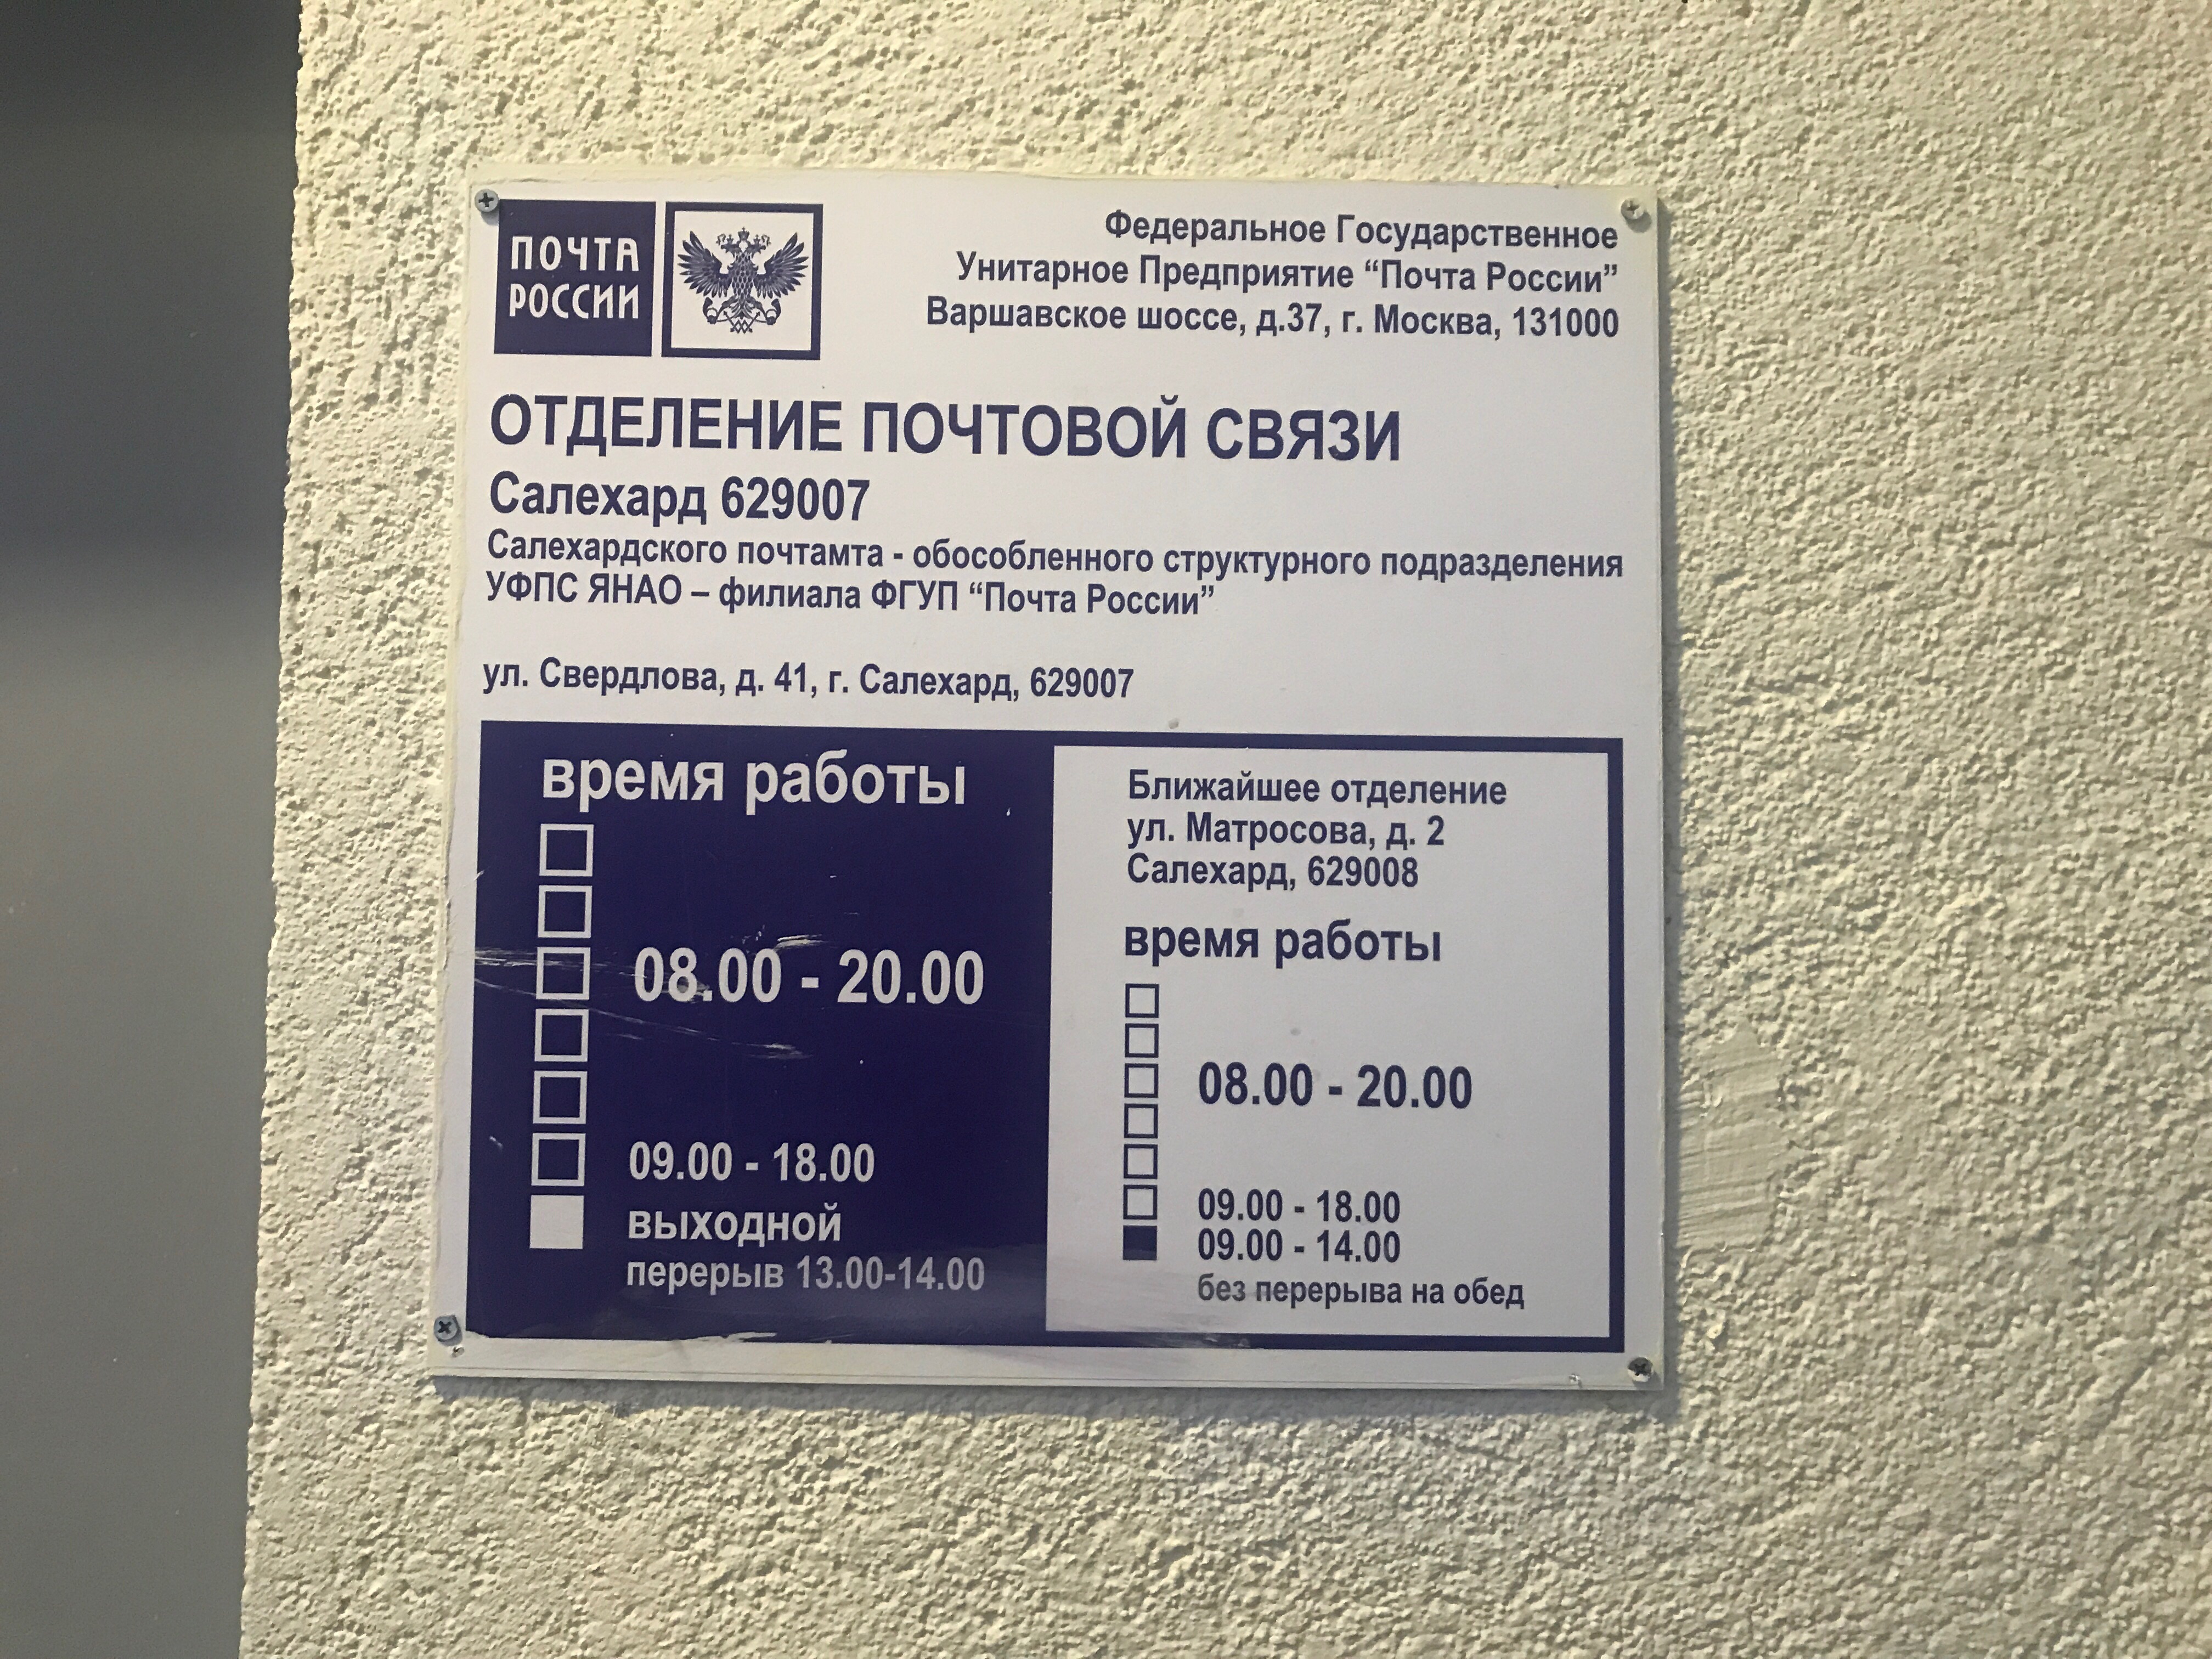 ПОЧТА
РОССИИ
Федеральное Государственное
Унитарное Предприятие “Почта России”
Варшавское шоссе, д.37, г. Москва, 131000
ОТДЕЛЕНИЕ ПОЧТОВОЙ СВЯЗИ
Салехард 629007
Салехардского почтамта - обособленного структурного подразделения
УФПС ЯНАО – филиала ФГУП “Почта России”
ул. Свердлова, д. 41, г. Салехард, 629007
время работы
08.00 - 20.00
09.00 - 18.00
выходной
перерыв 13.00-14.00
Ближайшее отделение
ул. Матросова, д. 2
Салехард, 629008
время работы
08.00 - 20.00
09.00 - 18.00
09.00 - 14.00
без перерыва на обед